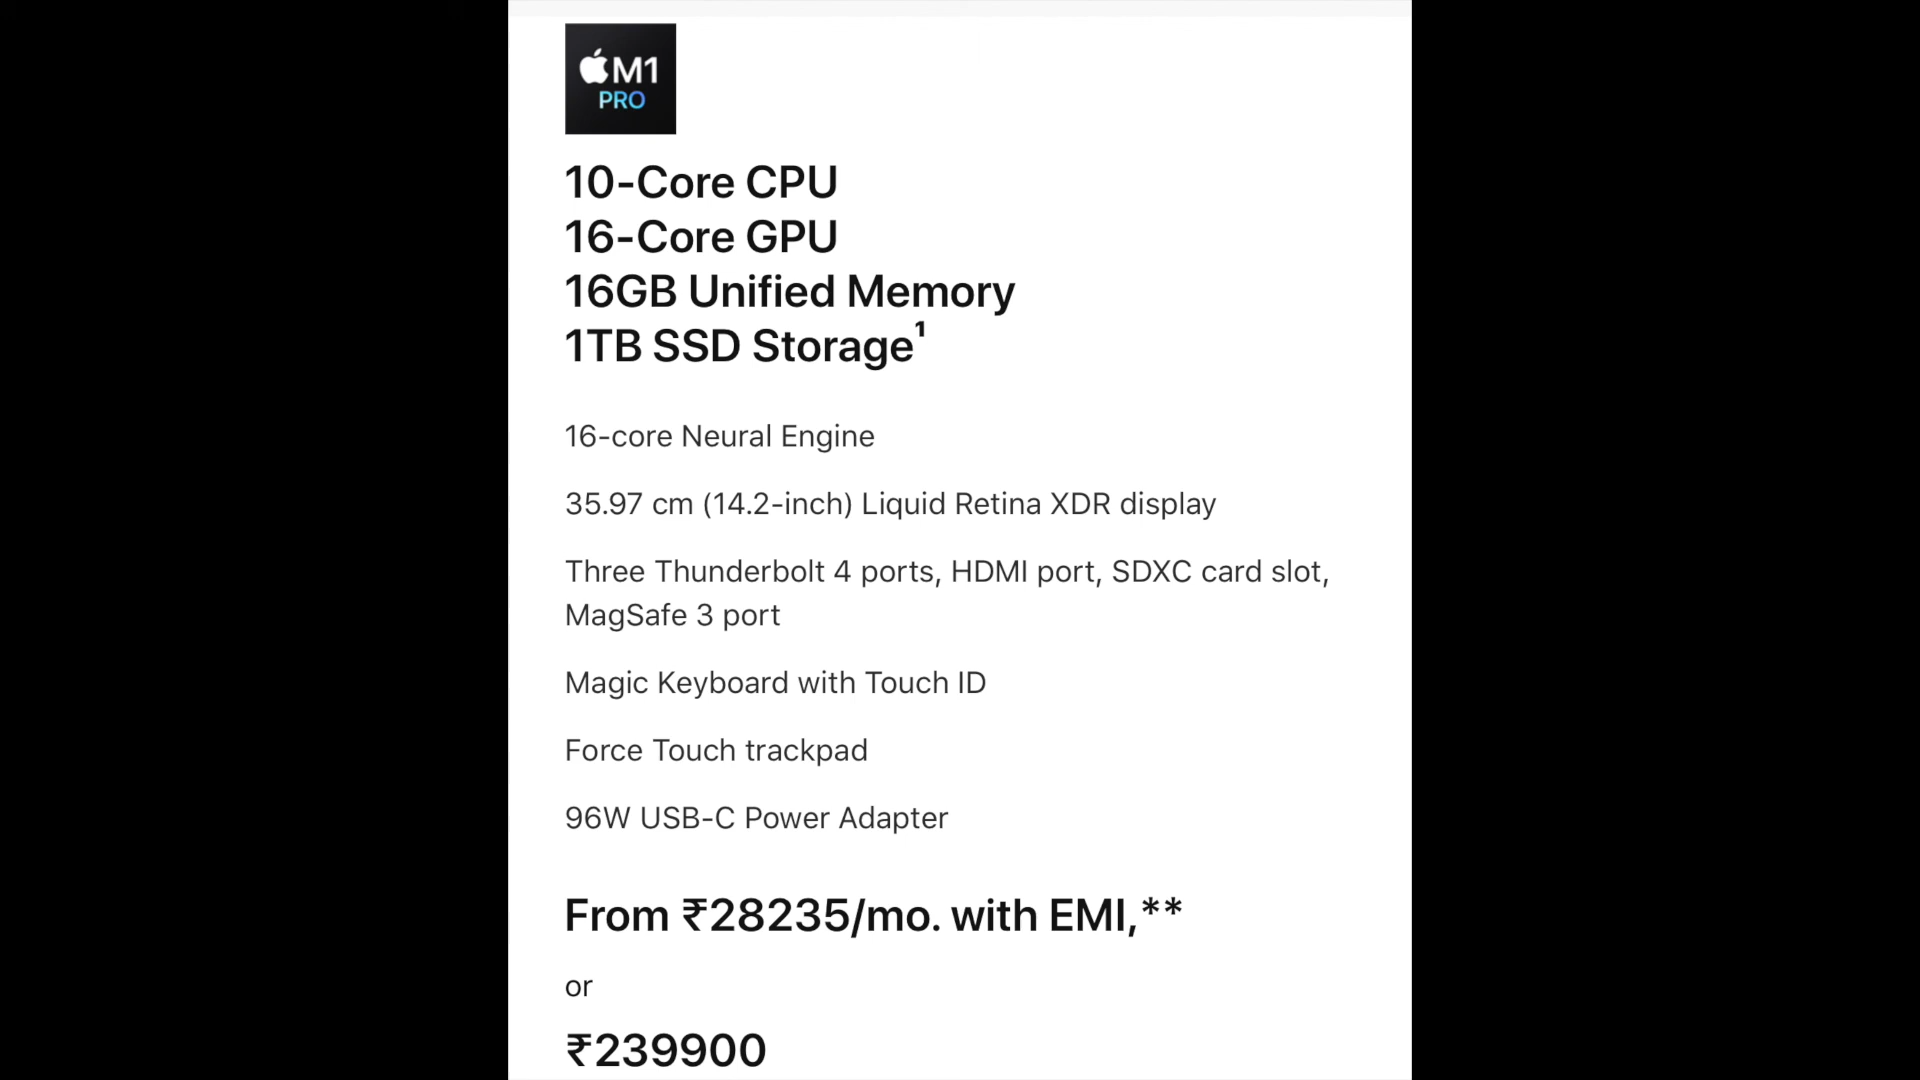 M1
PRO
10-Core CPU
16-Core GPU
16GB Unified Memory
1TB SSD Storage¹
16-core Neural Engine
35.97 cm (14.2-inch) Liquid Retina XDR display
Three Thunderbolt 4 ports, HDMI port, SDXC card slot,
MagSafe 3 port
Magic Keyboard with Touch ID
Force Touch trackpad
96W USB-C Power Adapter
From ₹28235/mo. with EMI,**
or
₹239900